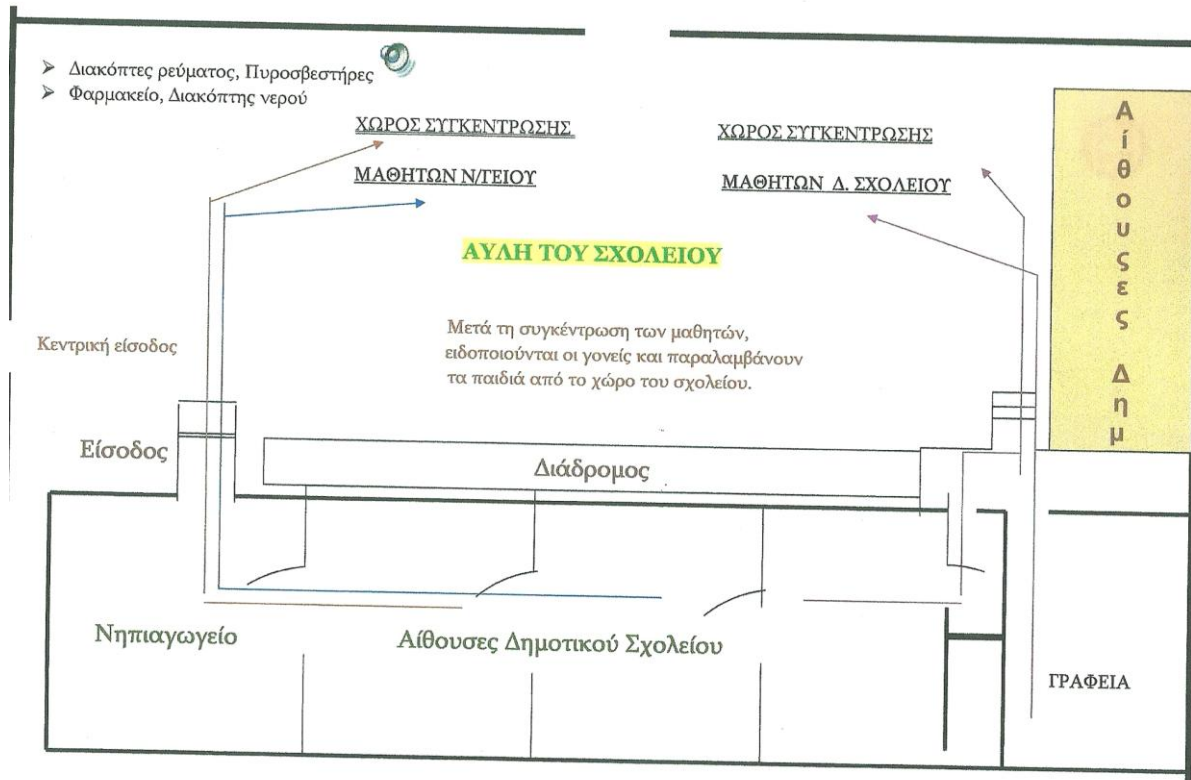 ➤ Διακόπτες ρεύματος, Πυροσβεστήρες
➤ Φαρμακείο, Διακόπτης νερού
ΧΩΡΟΣ ΣΥΓΚΕΝΤΡΩΣΗΣ
ΜΑΘΗΤΩΝ Ν/ΓΕΙΟΥ
ΧΩΡΟΣ ΣΥΓΚΕΝΤΡΩΣΗΣ
ΜΑΘΗΤΩΝ Δ. ΣΧΟΛΕΙΟΥ
Αίθουσες Δημ
ΑΥΛΗ ΤΟΥ ΣΧΟΛΕΙΟΥ
Μετά τη συγκέντρωση των μαθητών,
ειδοποιούνται οι γονείς και παραλαμβάνουν
τα παιδιά από το χώρο του σχολείου.
Κεντρική είσοδος
Είσοδος
Διάδρομος
Νηπιαγωγείο
Αίθουσες Δημοτικού Σχολείου
ΓΡΑΦΕΙΑ